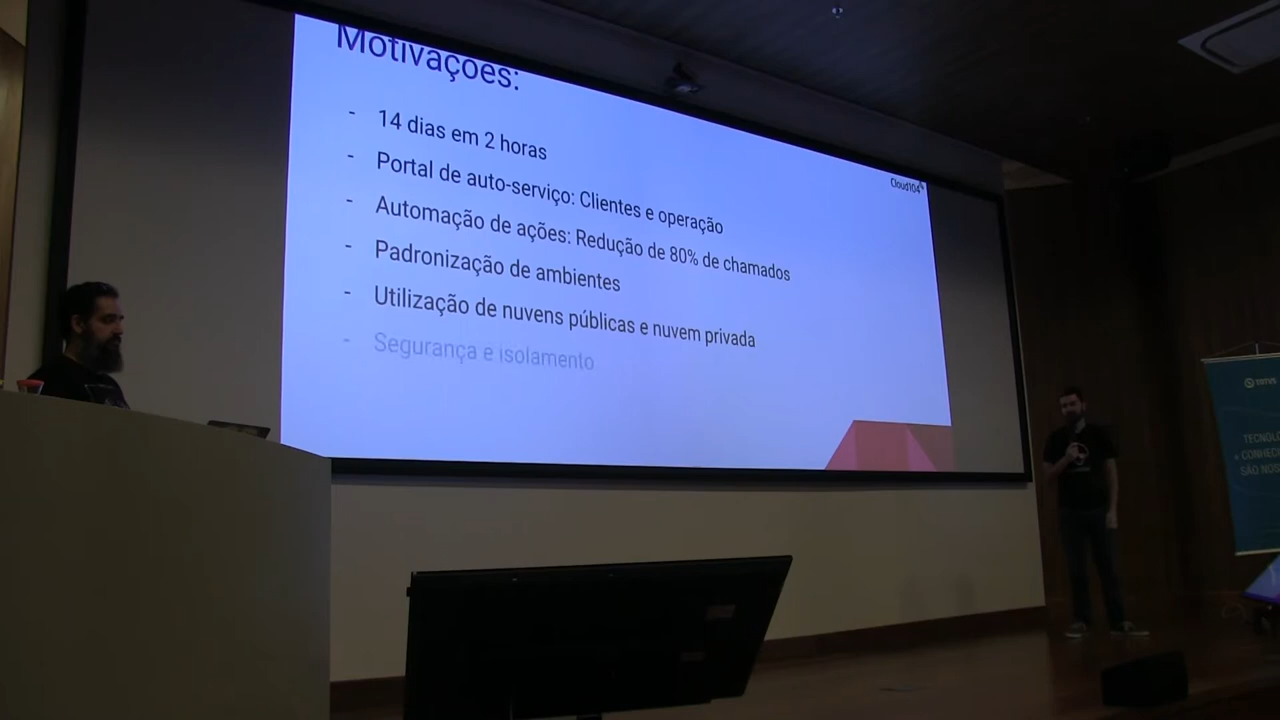 Motivações:
- 14 dias em 2 horas
- Portal de auto-serviço: Clientes e operação
- Automação de ações: Redução de 80% de chamados
- Padronização de ambientes
- Utilização de nuvens públicas e nuvem privada
- Segurança e isolamento
Cloud104